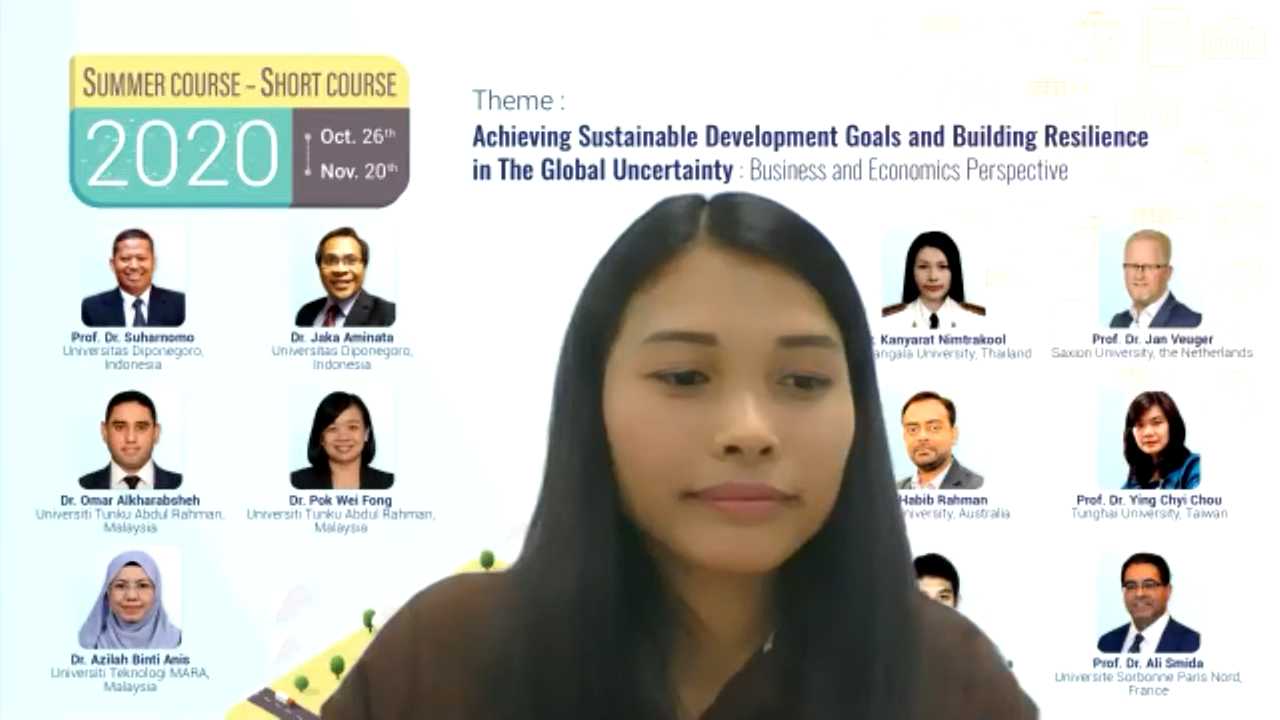 SUMMER COURSE – SHORT COURSE
2020
Oct. 26th
Nov. 20th
Theme :
Achieving Sustainable Development Goals and Building Resilience
in The Global Uncertainty : Business and Economics Perspective
Prof. Dr. Suharnomo
Universitas Diponegoro,
Indonesia
Dr. Jaka Aminata
Universitas Diponegoro,
Indonesia
Kanyarat Nimtrakool
University, Thailand
Prof. Dr. Jan Veuger
Saxion University, the Netherlands
Dr. Omar Alkharabsheh
Universiti Tunku Abdul Rahman,
Malaysia
Dr. Pok Wei Fong
Universiti Tunku Abdul Rahman,
Malaysia
Habib Rahman
University, Australia
Prof. Dr. Ying Chyi Chou
Tunghai University, Taiwan
Dr. Azilah Binti Anis
Universiti Teknologi MARA,
Malaysia
Prof. Dr. Ali Smida
Universite Sorbonne Paris Nord,
France